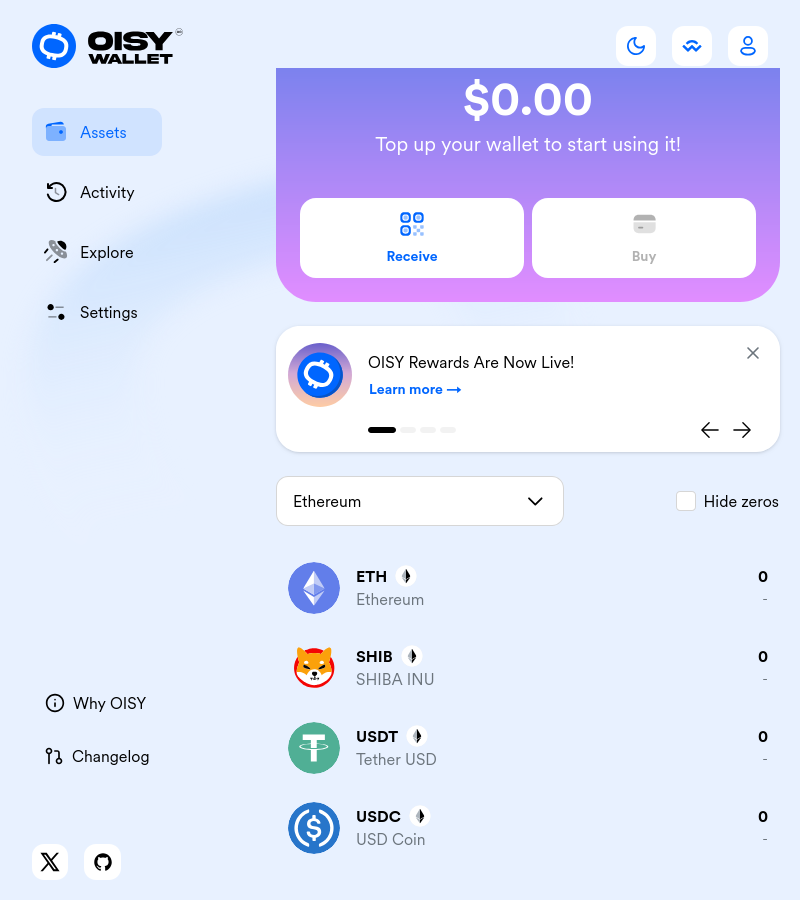 OISY
WALLET
Assets
Activity
Explore
Settings
Why OISY
Changelog
$0.00
Top up your wallet to start using it!
Receive
Buy
OISY Rewards Are Now Live!
Learn more →
Ethereum
Hide zeros
ETH 0
Ethereum -
SHIB 0
SHIBA INU -
USDT 0
Tether USD -
USDC 0
USD Coin -